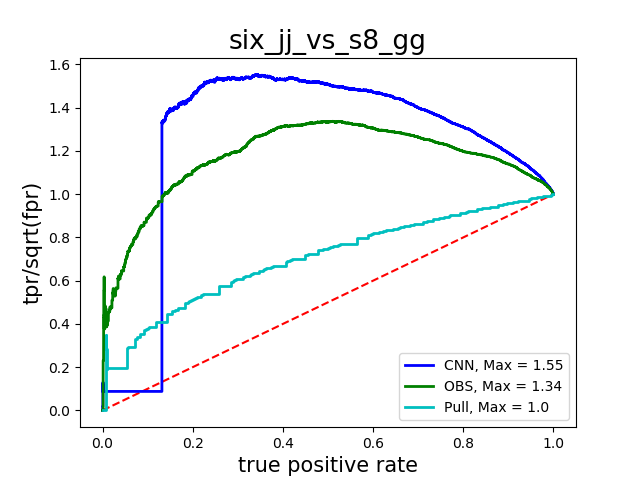 six_jj_vs_s8_gg
tpr/sqrt(fpr)
1.6
1.4
1.2
1.0
0.8
0.6
0.4
0.2
0.0
CNN, Max = 1.55
OBS, Max = 1.34
Pull, Max = 1.0
0.0 0.2 0.4 0.6 0.8 1.0
true positive rate